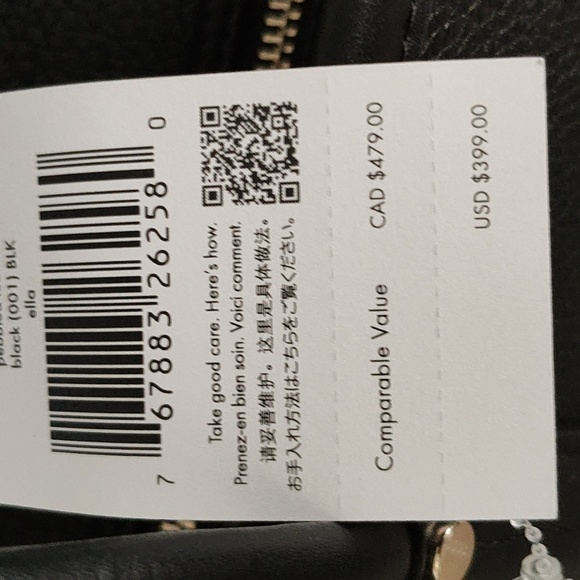 black (001) BLK
ella
7 67883 26258 0
Take good care. Here's how.
Prenez-en bien soin. Voici comment.
请妥善维护。这里是具体做法。
お手入れ方法はこちらをご覧ください。
Comparable Value CAD $479.00
USD $399.00